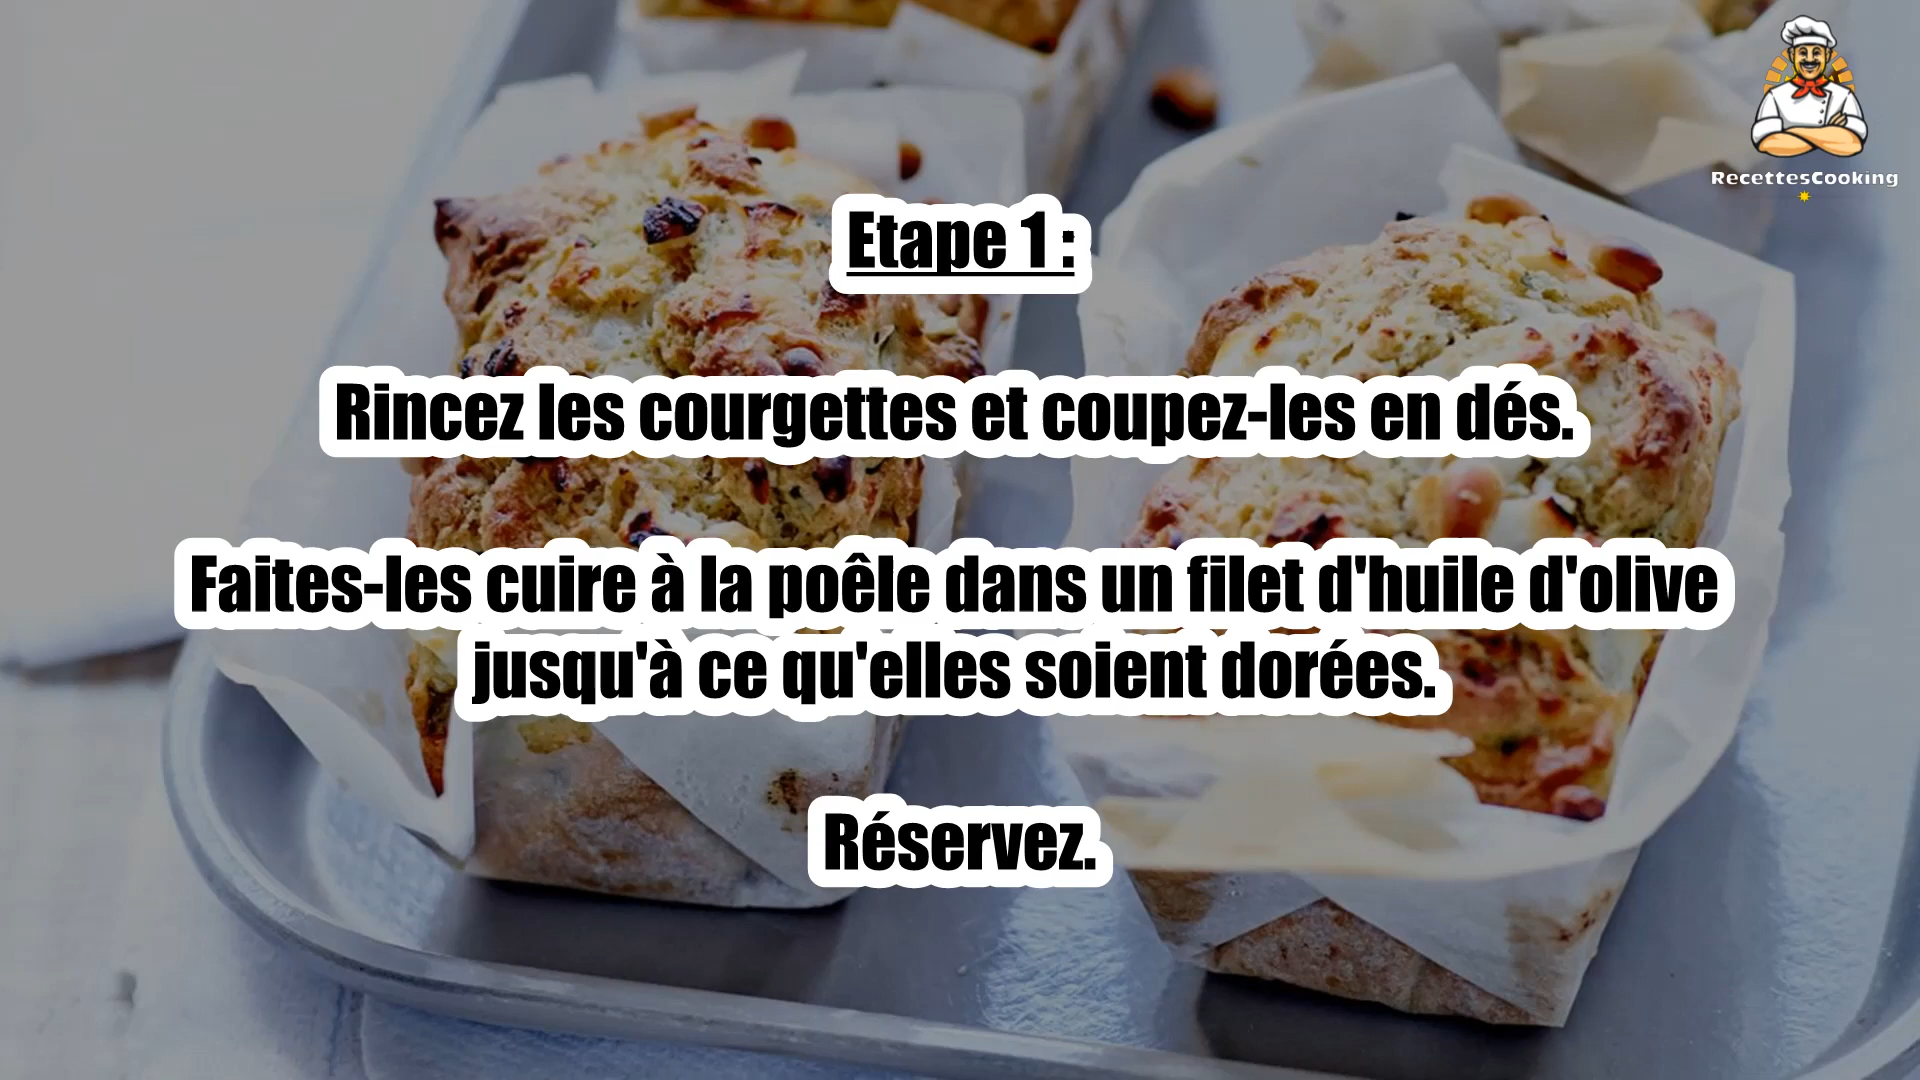 RecettesCooking
Etape 1 :
Rincez les courgettes et coupez-les en dés.
Faites-les cuire à la poêle dans un filet d'huile d'olive
jusqu'à ce qu'elles soient dorées.
Réservez.